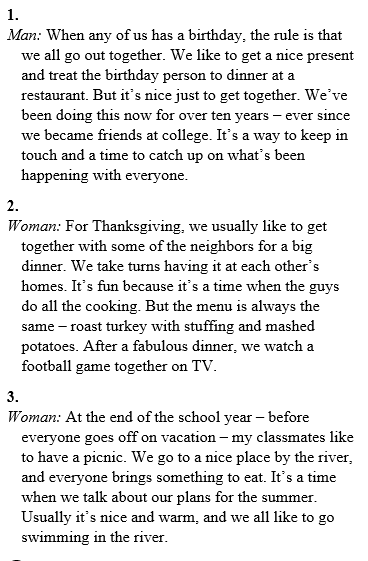 1.
Man: When any of us has a birthday, the rule is that
we all go out together. We like to get a nice present
and treat the birthday person to dinner at a
restaurant. But it's nice just to get together. We've
been doing this now for over ten years – ever since
we became friends at college. It's a way to keep in
touch and a time to catch up on what's been
happening with everyone.
2.
Woman: For Thanksgiving, we usually like to get
together with some of the neighbors for a big
dinner. We take turns having it at each other's
homes. It's fun because it's a time when the guys
do all the cooking. But the menu is always the
same – roast turkey with stuffing and mashed
potatoes. After a fabulous dinner, we watch a
football game together on TV.
3.
Woman: At the end of the school year – before
everyone goes off on vacation – my classmates like
to have a picnic. We go to a nice place by the river,
and everyone brings something to eat. It's a time
when we talk about our plans for the summer.
Usually it's nice and warm, and we all like to go
swimming in the river.